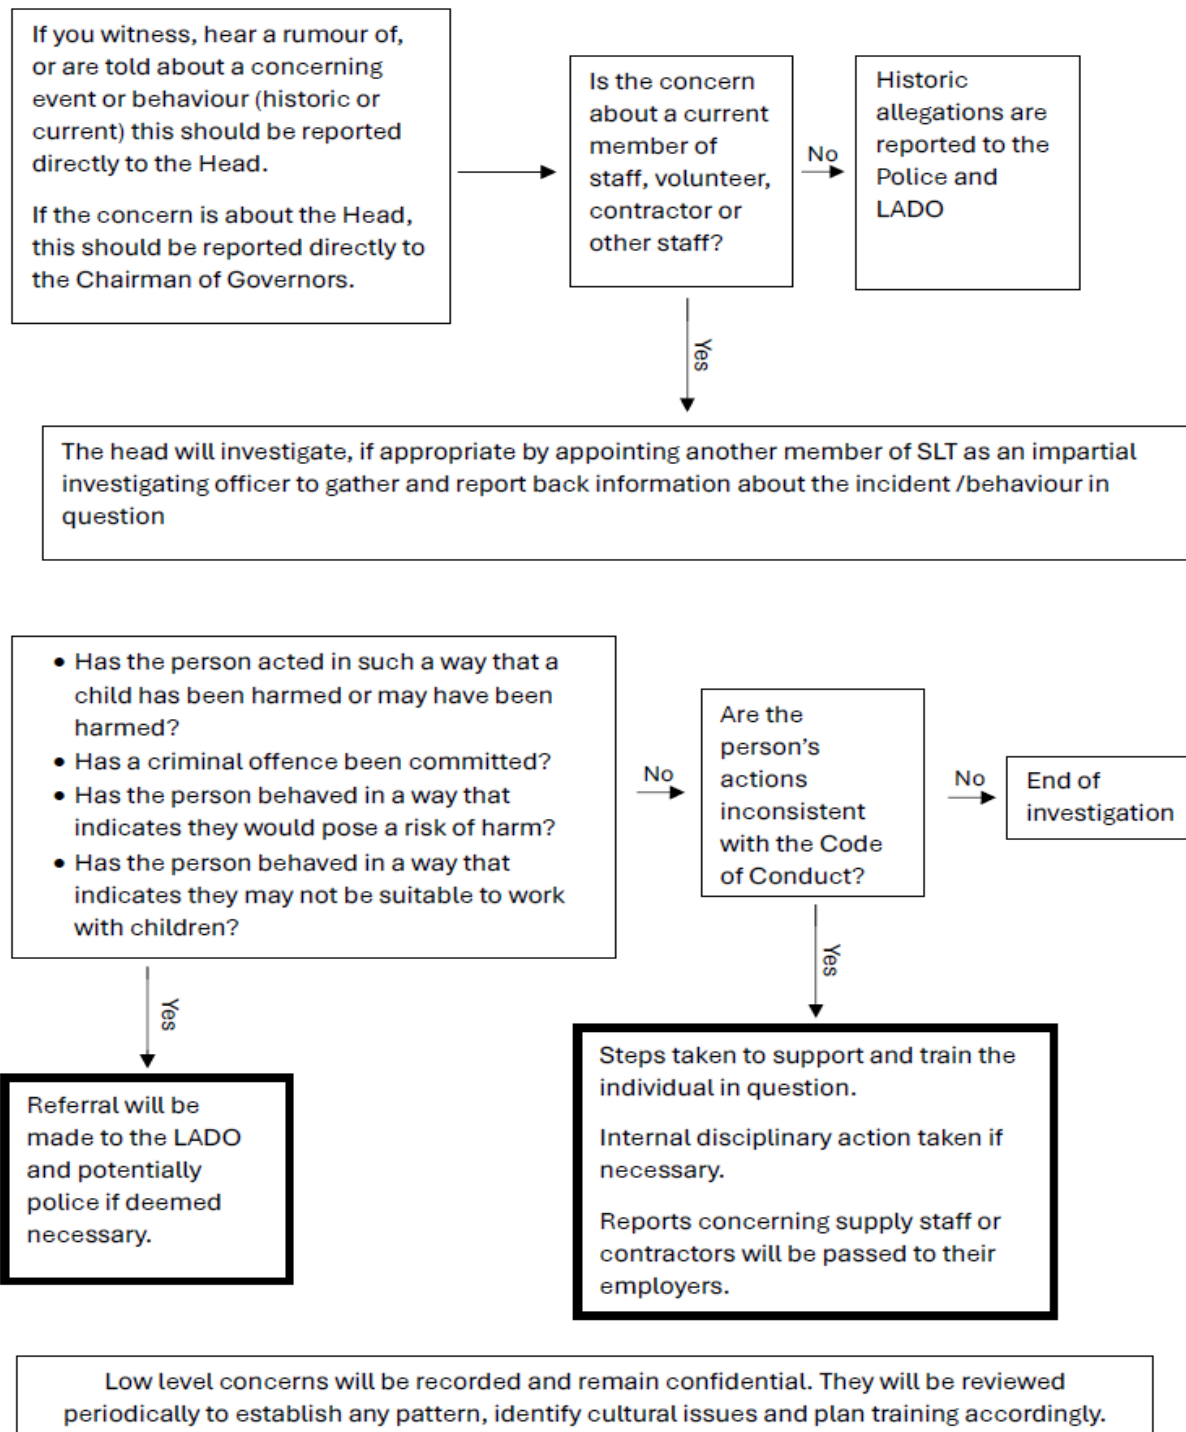 If you witness, hear a rumour of,
or are told about a concerning
event or behaviour (historic or
current) this should be reported
directly to the Head.
If the concern is about the Head,
this should be reported directly to
the Chairman of Governors.
Is the concern
about a current
member of
staff, volunteer,
contractor or
other staff?
No
Historic
allegations are
reported to the
Police and
LADO
Yes
The head will investigate, if appropriate by appointing another member of SLT as an impartial
investigating officer to gather and report back information about the incident /behaviour in
question
• Has the person acted in such a way that a
child has been harmed or may have been
harmed?
• Has a criminal offence been committed?
• Has the person behaved in a way that
indicates they would pose a risk of harm?
• Has the person behaved in a way that
indicates they may not be suitable to work
with children?
No
Are the
person’s
actions
inconsistent
with the Code
of Conduct?
No
End of
investigation
Yes
Yes
Referral will be
made to the LADO
and potentially
police if deemed
necessary.
Steps taken to support and train the
individual in question.
Internal disciplinary action taken if
necessary.
Reports concerning supply staff or
contractors will be passed to their
employers.
Low level concerns will be recorded and remain confidential. They will be reviewed
periodically to establish any pattern, identify cultural issues and plan training accordingly.